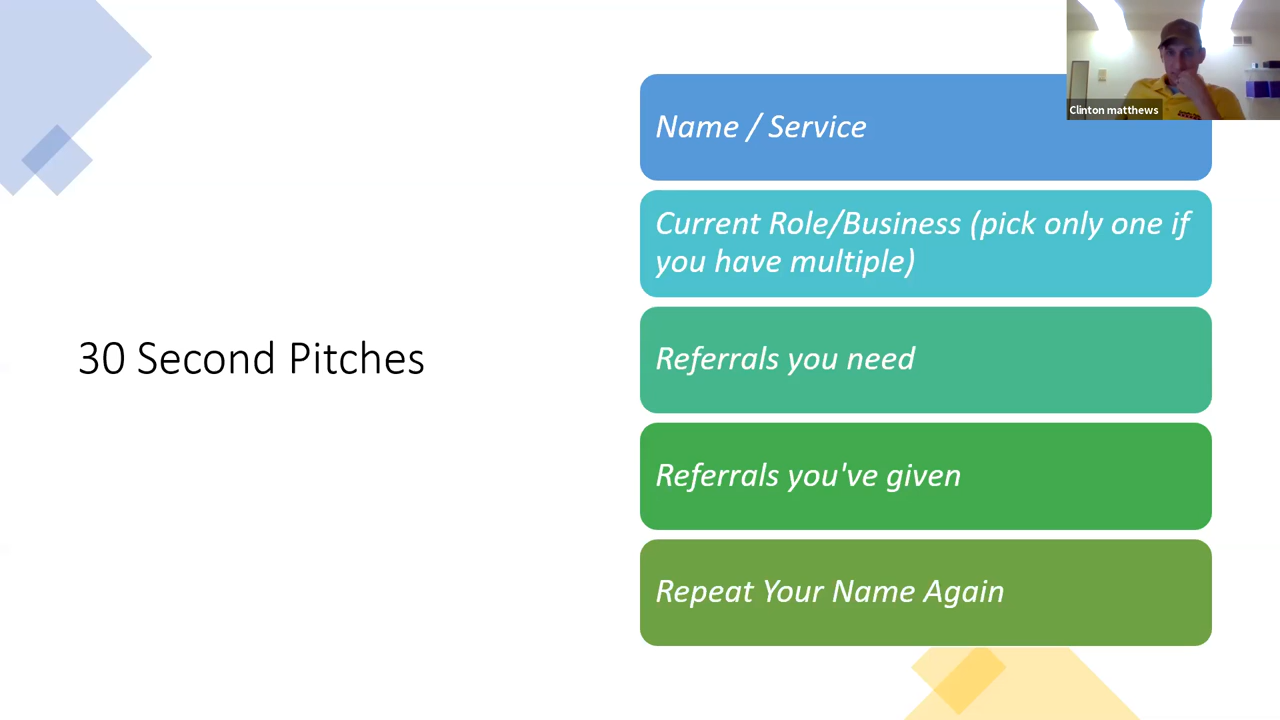 Clinton matthews
Name / Service
Current Role/Business (pick only one if
you have multiple)
30 Second Pitches
Referrals you need
Referrals you've given
Repeat Your Name Again